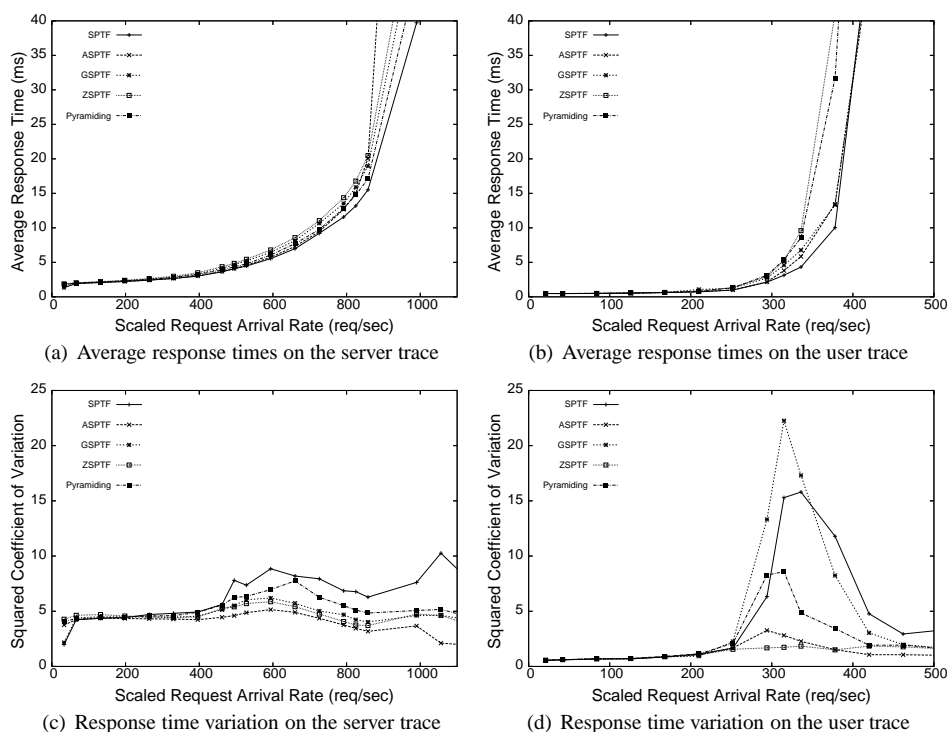 40
35
30
25
20
15
10
5
0
Average Response Time (ms)
SPTF
ASPTF
GSPTF
ZSPTF
Pyramiding
0 200 400 600 800 1000
Scaled Request Arrival Rate (req/sec)
(a) Average response times on the server trace
40
35
30
25
20
15
10
5
0
Average Response Time (ms)
SPTF
ASPTF
GSPTF
ZSPTF
Pyramiding
0 100 200 300 400 500
Scaled Request Arrival Rate (req/sec)
(b) Average response times on the user trace
25
20
15
10
5
0
Squared Coefficient of Variation
SPTF
ASPTF
GSPTF
ZSPTF
Pyramiding
0 200 400 600 800 1000
Scaled Request Arrival Rate (req/sec)
(c) Response time variation on the server trace
25
20
15
10
5
0
Squared Coefficient of Variation
SPTF
ASPTF
GSPTF
ZSPTF
Pyramiding
0 100 200 300 400 500
Scaled Request Arrival Rate (req/sec)
(d) Response time variation on the user trace